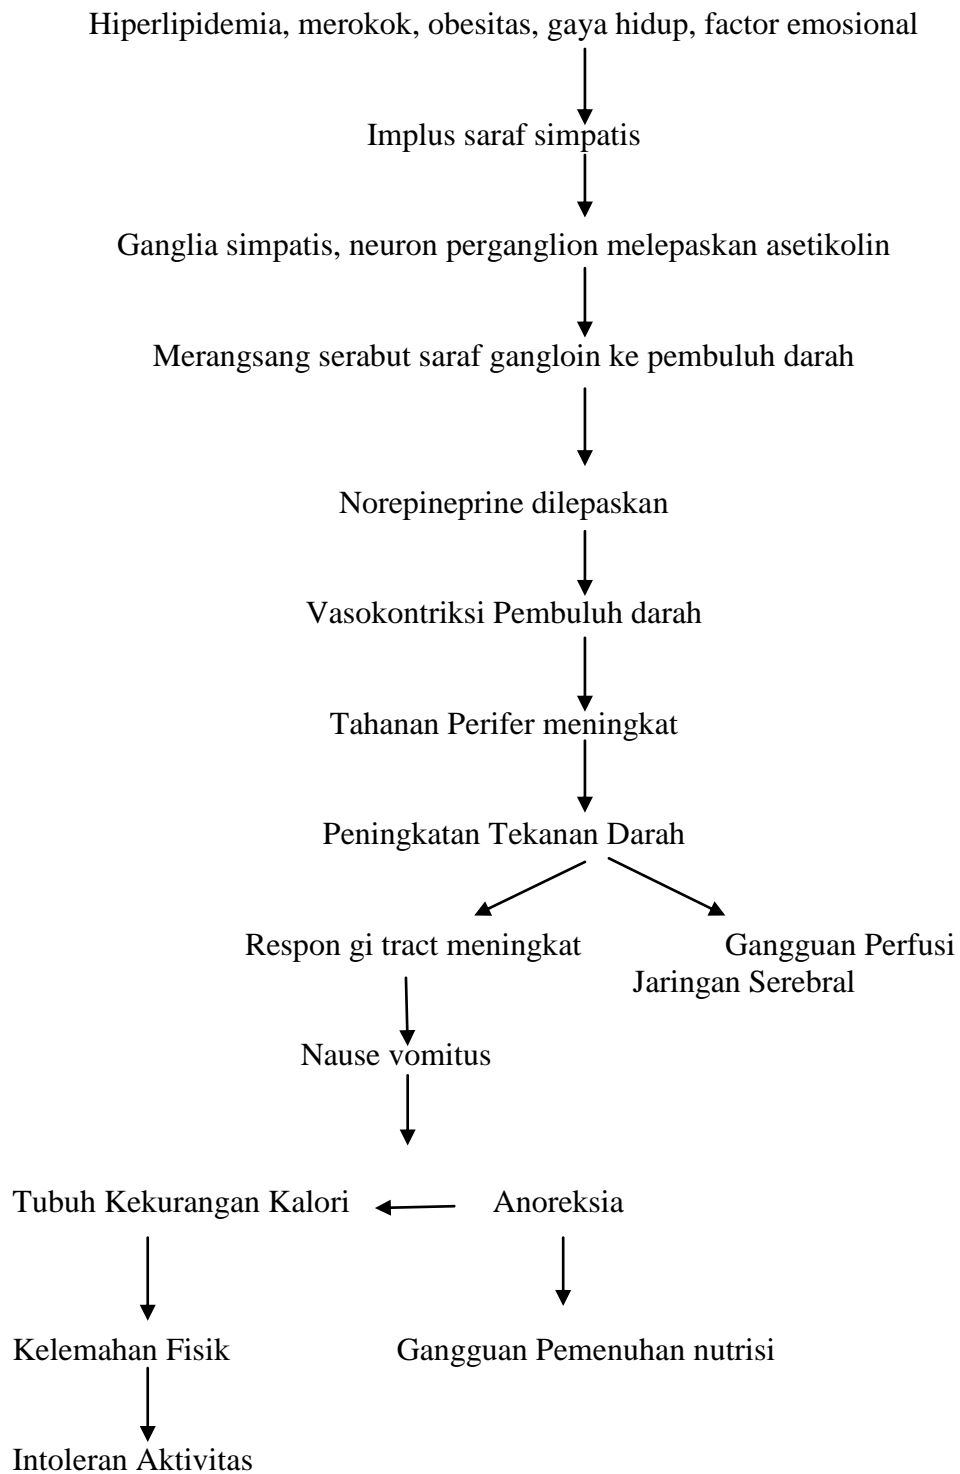 Hiperlipidemia, merokok, obesitas, gaya hidup, factor emosional
Implus saraf simpatis
Ganglia simpatis, neuron perganglion melepaskan asetikolin
Merangsang serabut saraf gangloin ke pembuluh darah
Norepineprine dilepaskan
Vasokontriksi Pembuluh darah
Tahanan Perifer meningkat
Peningkatan Tekanan Darah
Respon gi tract meningkat Gangguan Perfusi
Jaringan Serebral
Nause vomitus
Tubuh Kekurangan Kalori Anoreksia
Kelemahan Fisik Gangguan Pemenuhan nutrisi
Intoleran Aktivitas